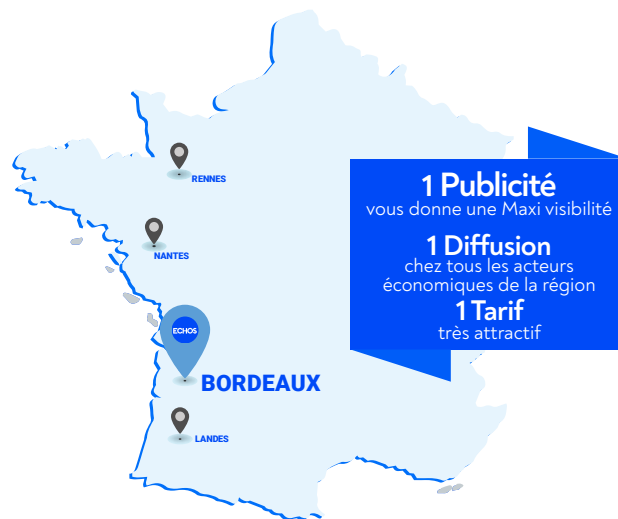 RENNES
1 Publicité
vous donne une Maxi visibilité
1 Diffusion
chez tous les acteurs
économiques de la région
1 Tarif
très attractif
NANTES
ECHOS
BORDEAUX
LANDES